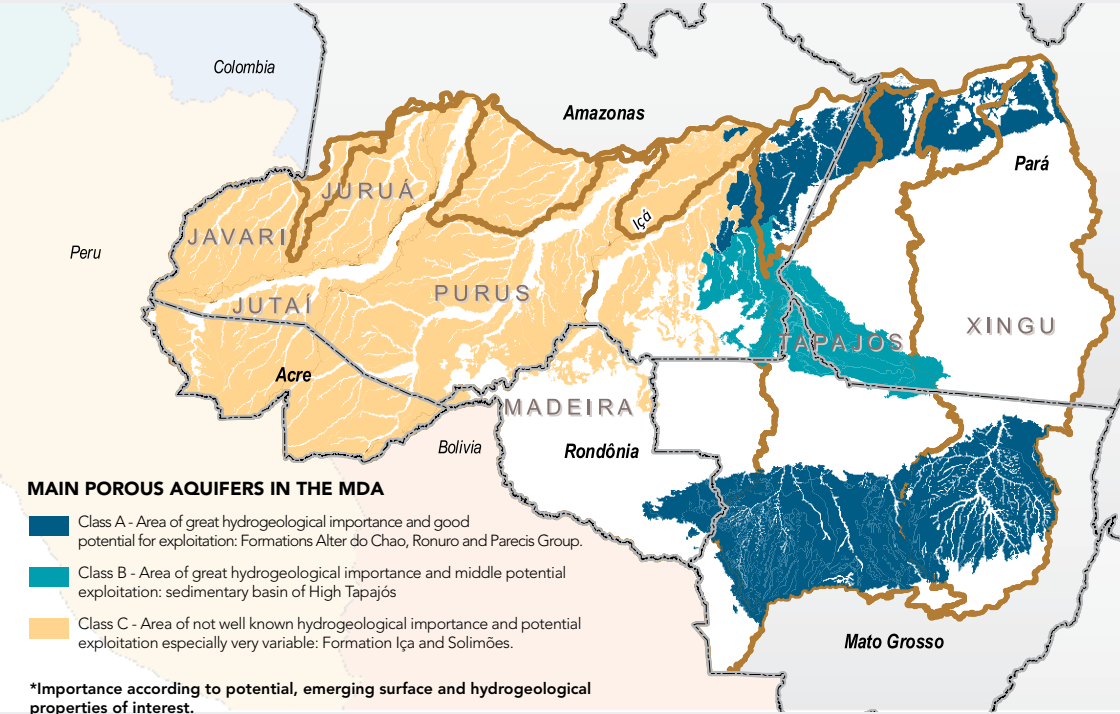 Colombia
Amazonas
Pará
JURUÁ
Içá
JAVARI
Peru
PURUS
JUTAÍ
XINGU
TAPAJÓS
Acre
MADEIRA
Bolivia
Rondônia
MAIN POROUS AQUIFERS IN THE MDA
Class A - Area of great hydrogeological importance and good
potential for exploitation: Formations Alter do Chao, Ronuro and Parecis Group.
Class B - Area of great hydrogeological importance and middle potential
exploitation: sedimentary basin of High Tapajós
Class C - Area of not well known hydrogeological importance and potential
exploitation especially very variable: Formation Iça and Solimões.
Mato Grosso
*Importance according to potential, emerging surface and hydrogeological
properties of interest.